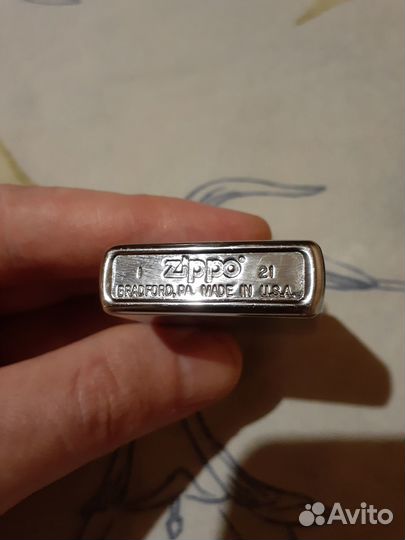 I zippo® 21
BRADFORD, PA. MADE IN U.S.A.
Avito